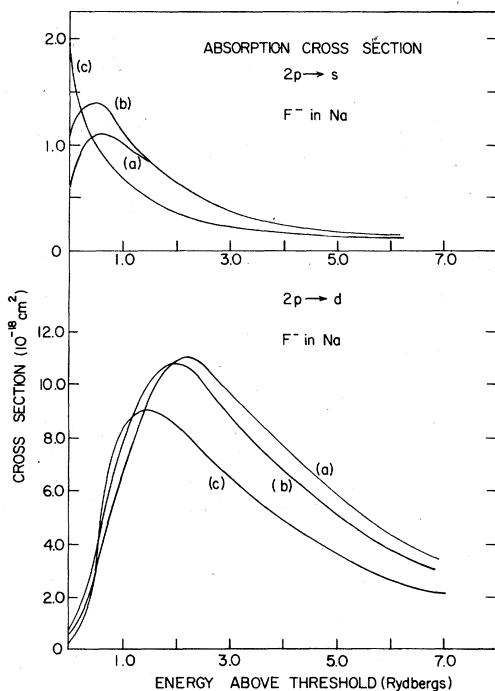 ABSORPTION CROSS SECTION
2p → s
F⁻ in Na
2.0
1.0
0
(c)
(b)
(a)
1.0 3.0 5.0 7.0
2p → d
F⁻ in Na
12.0
10.0
8.0
6.0
4.0
2.0
0
(a)
(b)
(c)
1.0 3.0 5.0 7.0
CROSS SECTION (10⁻¹⁸cm²)
ENERGY ABOVE THRESHOLD (Rydbergs)